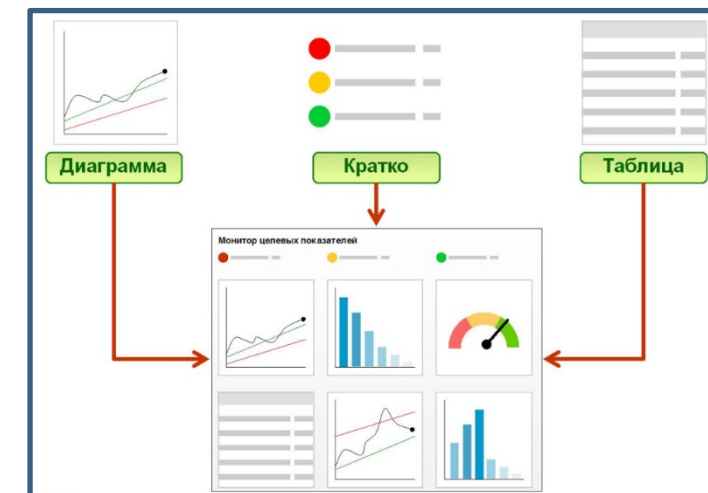 Диаграмма
Кратко
Таблица
Монитор целевых показателей